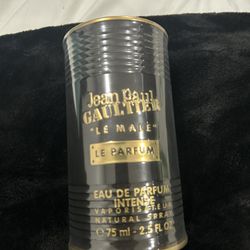 Jean Paul
GAULTIER
"LE MALE"
LE PARFUM
EAU DE PARFUM
INTENSE
VAPORISATEUR
NATURAL SPRAY
℮ 75 ml - 2.5 FL.OZ